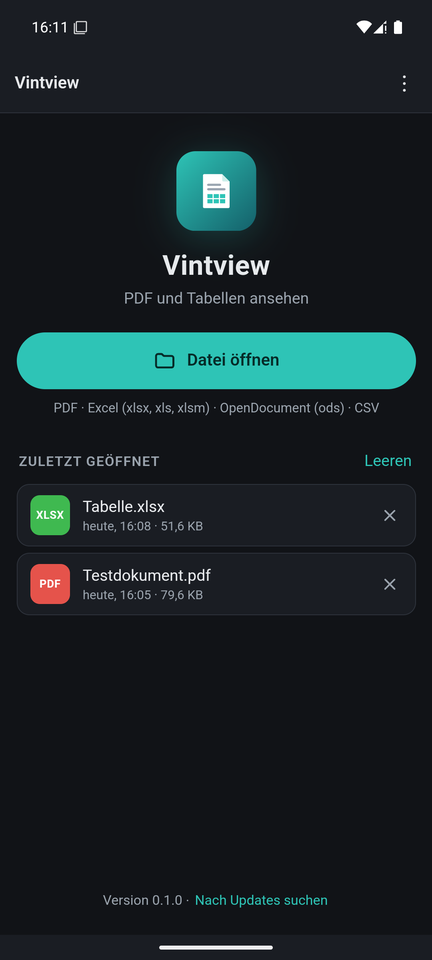 16:11
Vintview
Vintview
PDF und Tabellen ansehen
Datei öffnen
PDF · Excel (xlsx, xls, xlsm) · OpenDocument (ods) · CSV
ZULETZT GEÖFFNET Leeren
XLSX Tabelle.xlsx
heute, 16:08 · 51,6 KB
PDF Testdokument.pdf
heute, 16:05 · 79,6 KB
Version 0.1.0 · Nach Updates suchen